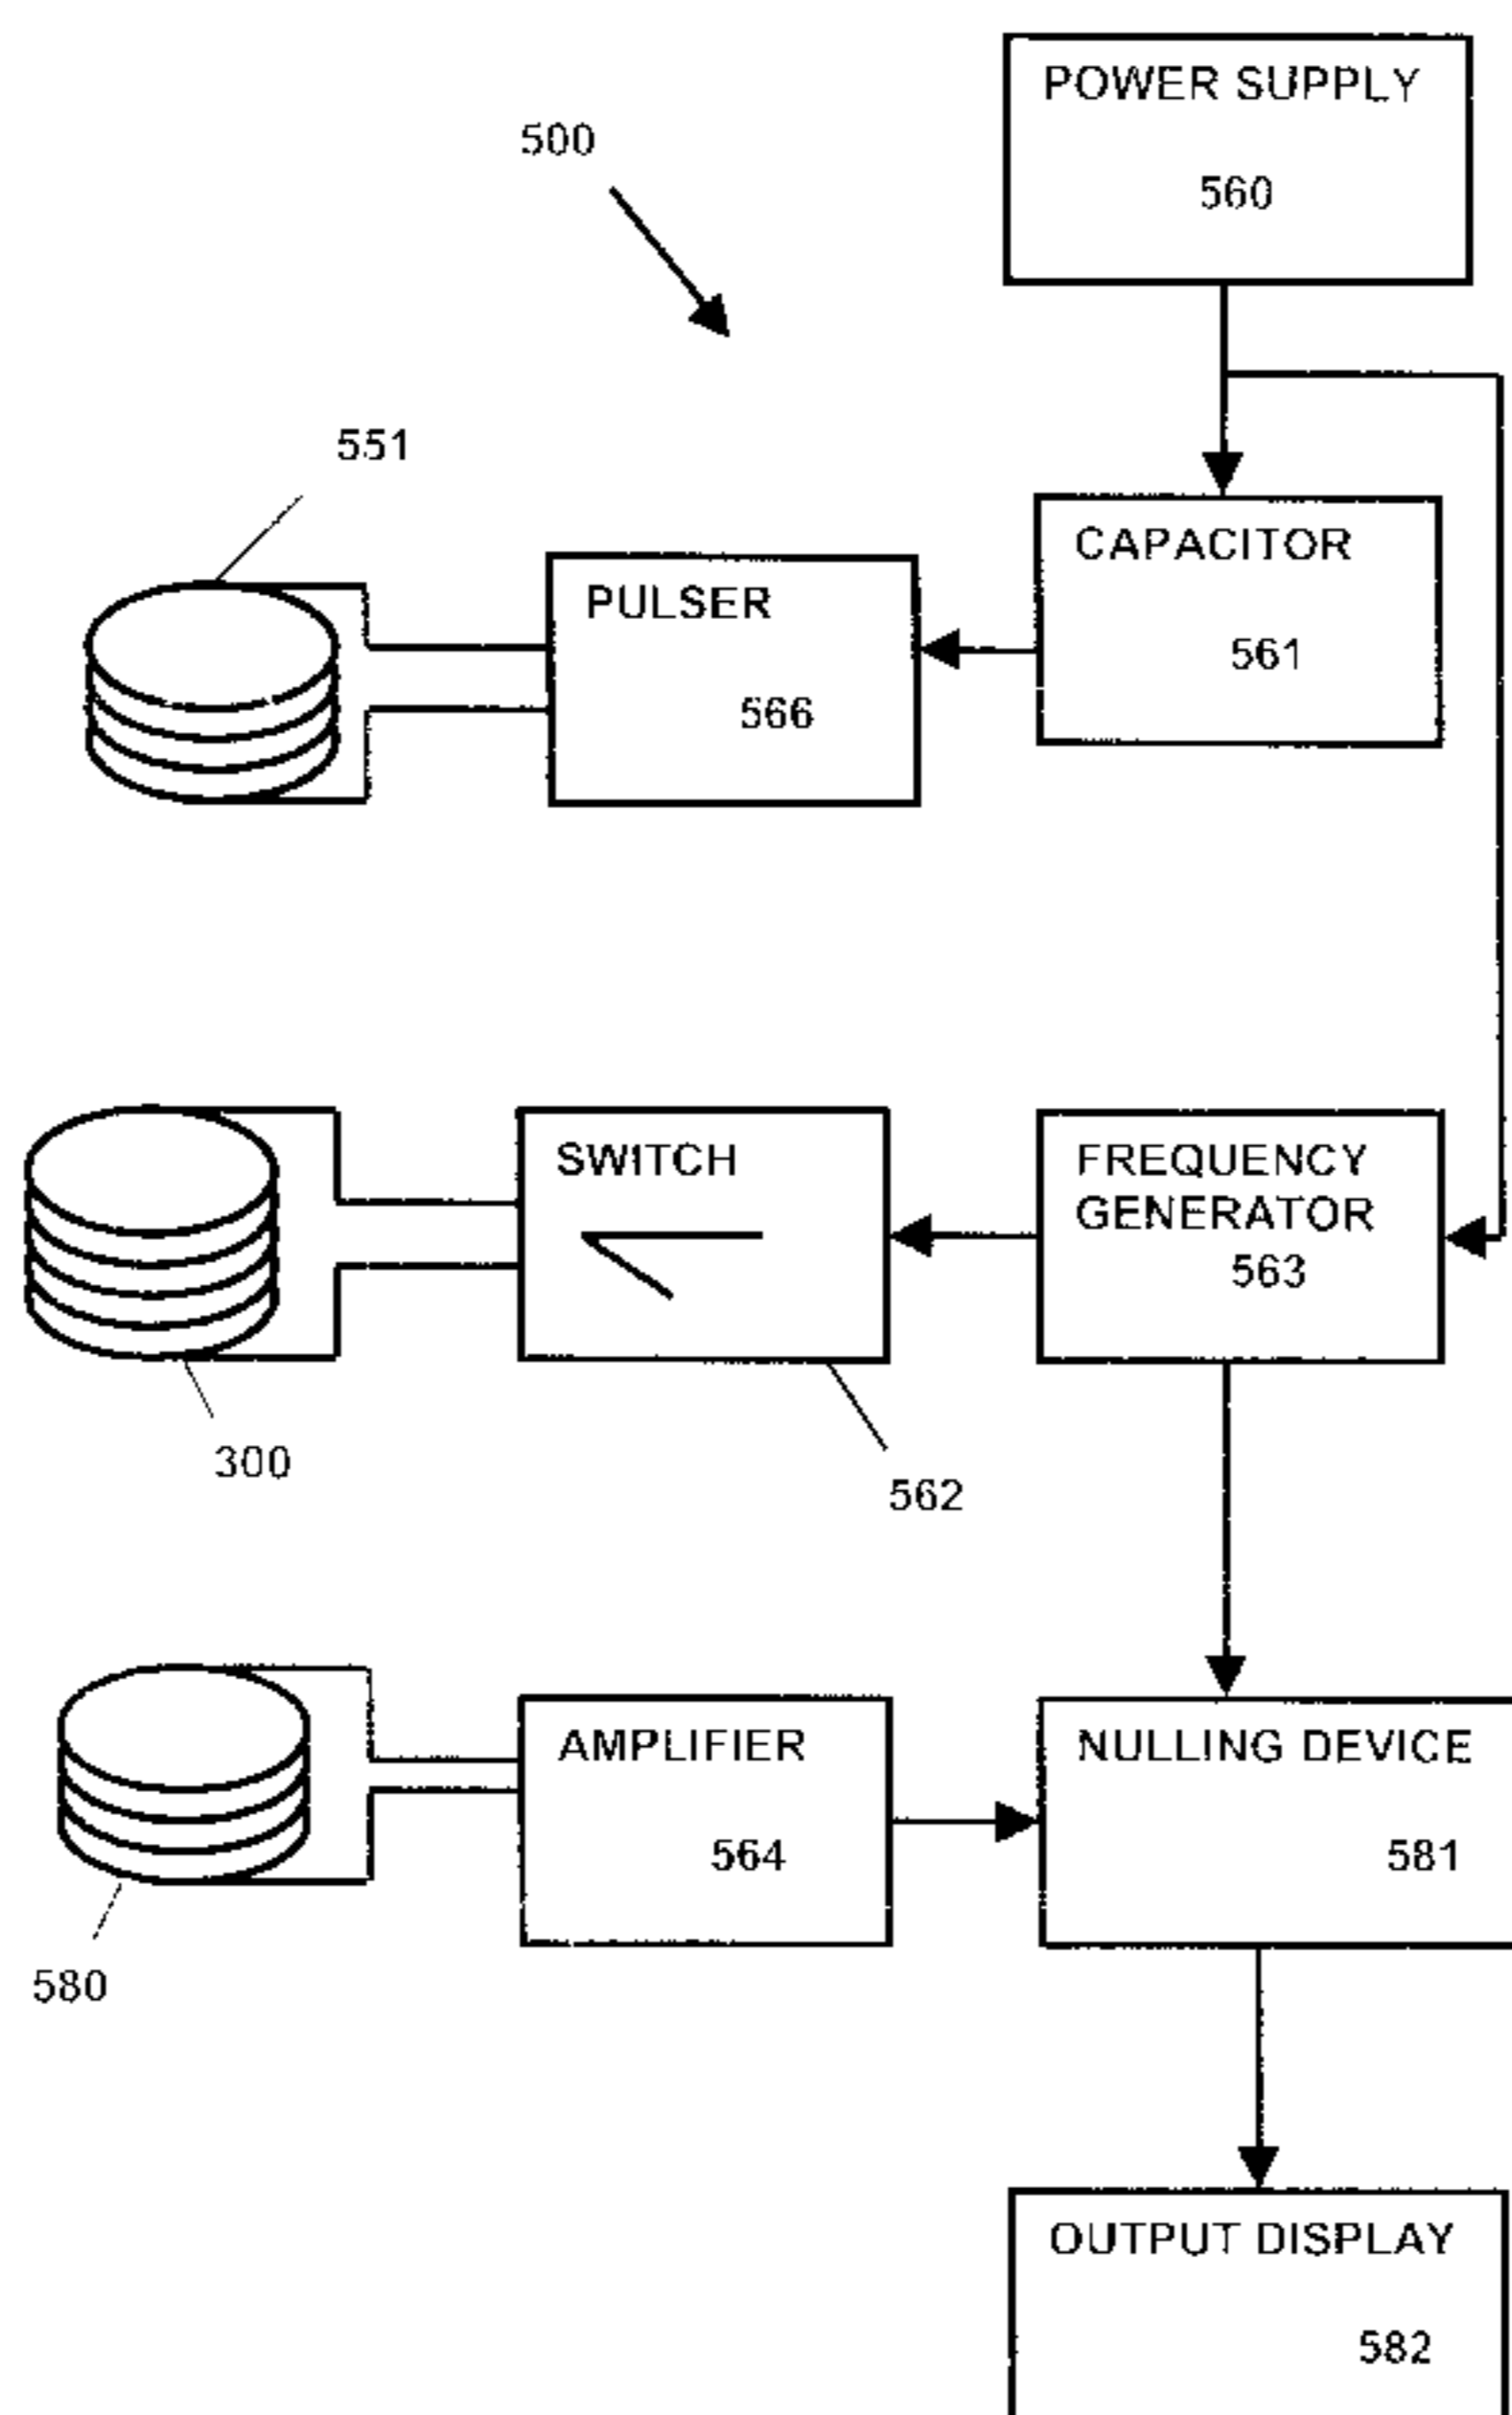 POWER SUPPLY
560
500
551
CAPACITOR
561
PULSER
566
SWITCH
FREQUENCY
GENERATOR
563
300
562
AMPLIFIER
564
NULLING DEVICE
581
580
OUTPUT DISPLAY
582